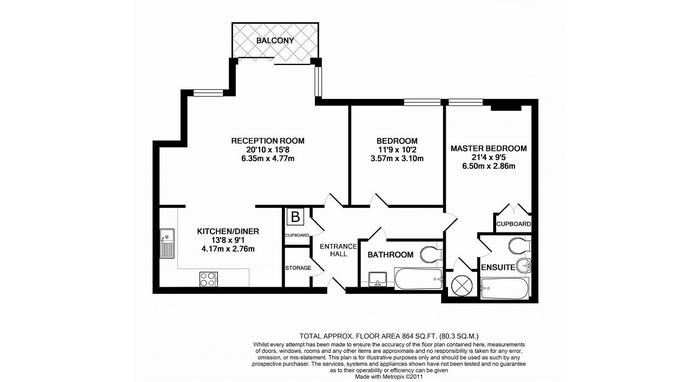 BALCONY
RECEPTION ROOM
20'10 x 15'8
6.35m x 4.77m
BEDROOM
11'9 x 10'2
3.57m x 3.10m
MASTER BEDROOM
21'4 x 9'5
6.50m x 2.86m
CUPBOARD
KITCHEN/DINER
13'8 x 9'1
4.17m x 2.76m
B
CUPBOARD
ENTRANCE
HALL
STORAGE
BATHROOM
ENSUITE
TOTAL APPROX. FLOOR AREA 864 SQ.FT. (80.3 SQ.M.)
Whilst every attempt has been made to ensure the accuracy of the floor plan contained here, measurements
of doors, windows, rooms and any other items are approximate and no responsibility is taken for any error,
omission, or mis-statement. This plan is for illustrative purposes only and should be used as such by any
prospective purchaser. The services, systems and appliances shown have not been tested and no guarantee
as to their operability or efficiency can be given
Made with Metropix ©2011